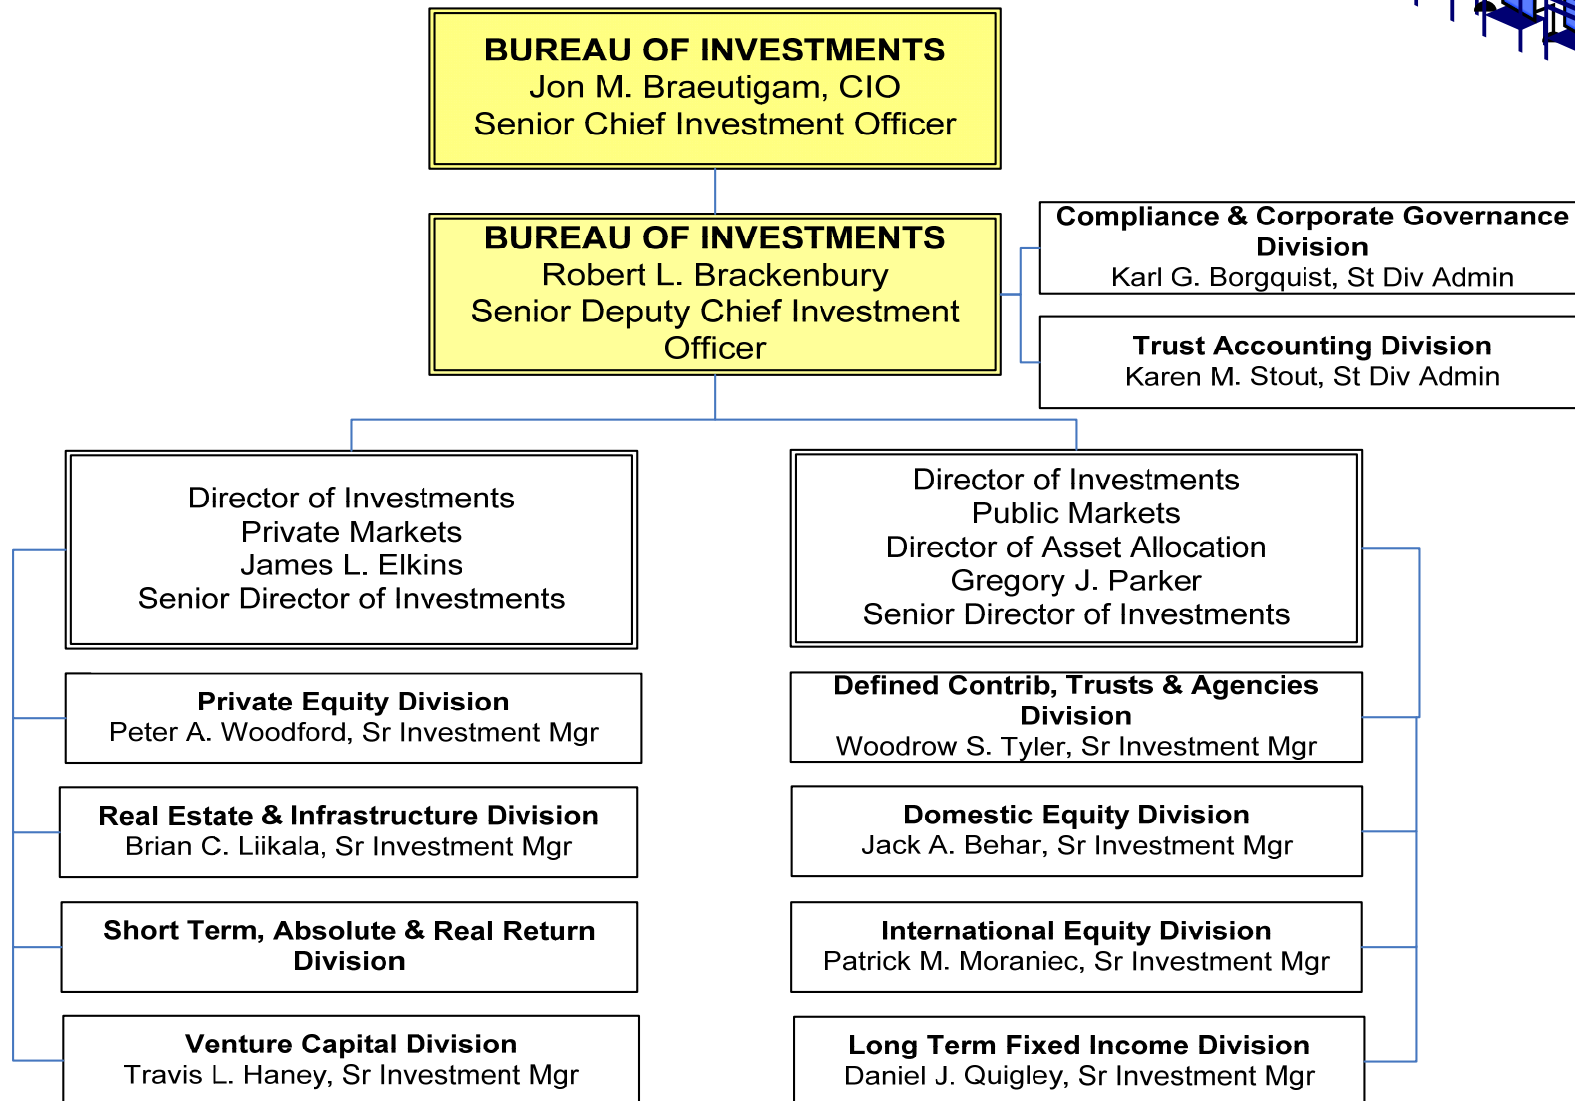 BUREAU OF INVESTMENTS
Jon M. Braeutigam, CIO
Senior Chief Investment Officer
BUREAU OF INVESTMENTS
Robert L. Brackenbury
Senior Deputy Chief Investment
Officer
Compliance & Corporate Governance
Division
Karl G. Borgquist, St Div Admin
Trust Accounting Division
Karen M. Stout, St Div Admin
Director of Investments
Private Markets
James L. Elkins
Senior Director of Investments
Director of Investments
Public Markets
Director of Asset Allocation
Gregory J. Parker
Senior Director of Investments
Private Equity Division
Peter A. Woodford, Sr Investment Mgr
Real Estate & Infrastructure Division
Brian C. Liikala, Sr Investment Mgr
Short Term, Absolute & Real Return
Division
Venture Capital Division
Travis L. Haney, Sr Investment Mgr
Defined Contrib, Trusts & Agencies
Division
Woodrow S. Tyler, Sr Investment Mgr
Domestic Equity Division
Jack A. Behar, Sr Investment Mgr
International Equity Division
Patrick M. Moraniec, Sr Investment Mgr
Long Term Fixed Income Division
Daniel J. Quigley, Sr Investment Mgr